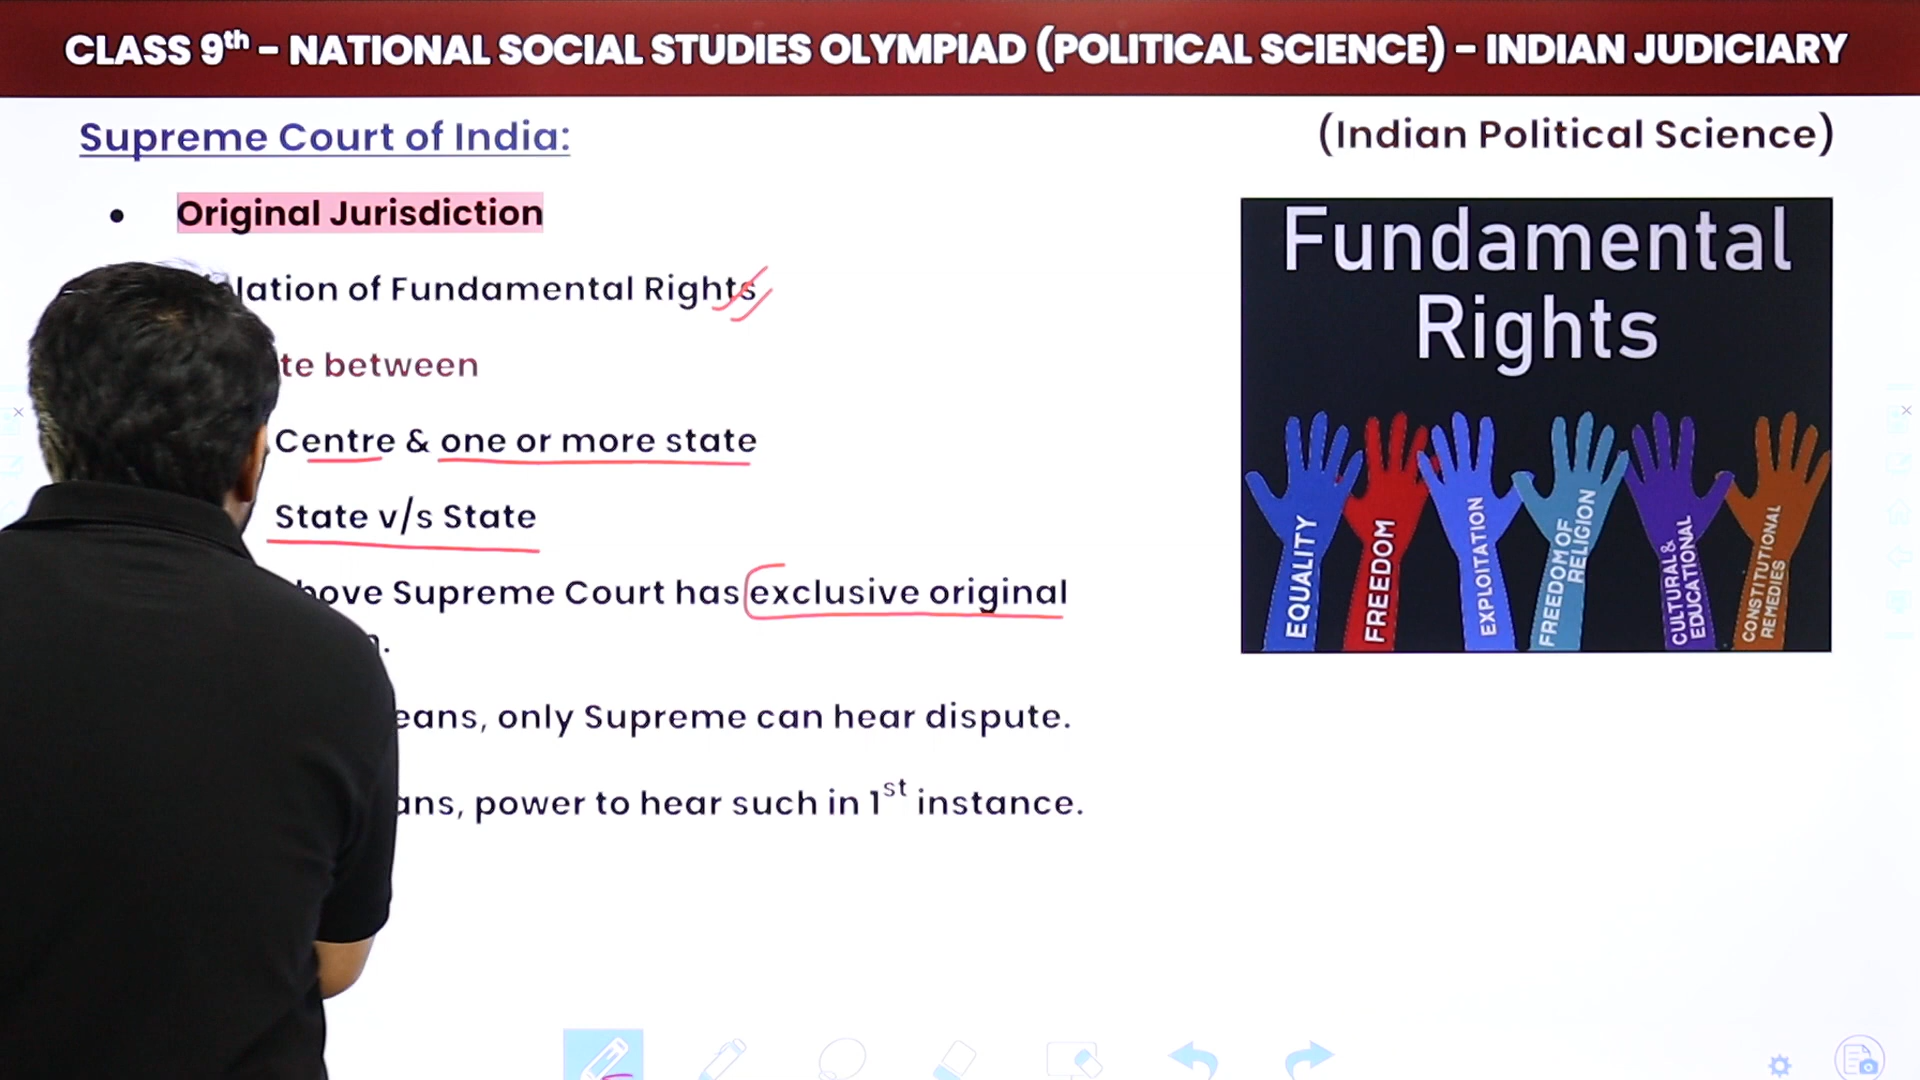 CLASS 9th – NATIONAL SOCIAL STUDIES OLYMPIAD (POLITICAL SCIENCE) – INDIAN JUDICIARY
Supreme Court of India:
(Indian Political Science)
• Original Jurisdiction
lation of Fundamental Rights
te between
Centre & one or more state
State v/s State
ove Supreme Court has exclusive original
n.
eans, only Supreme can hear dispute.
ans, power to hear such in 1st instance.
Fundamental
Rights
EQUALITY
FREEDOM
EXPLOITATION
FREEDOM OF
RELIGION
CULTURAL &
EDUCATIONAL
CONSTITUTIONAL
REMEDIES